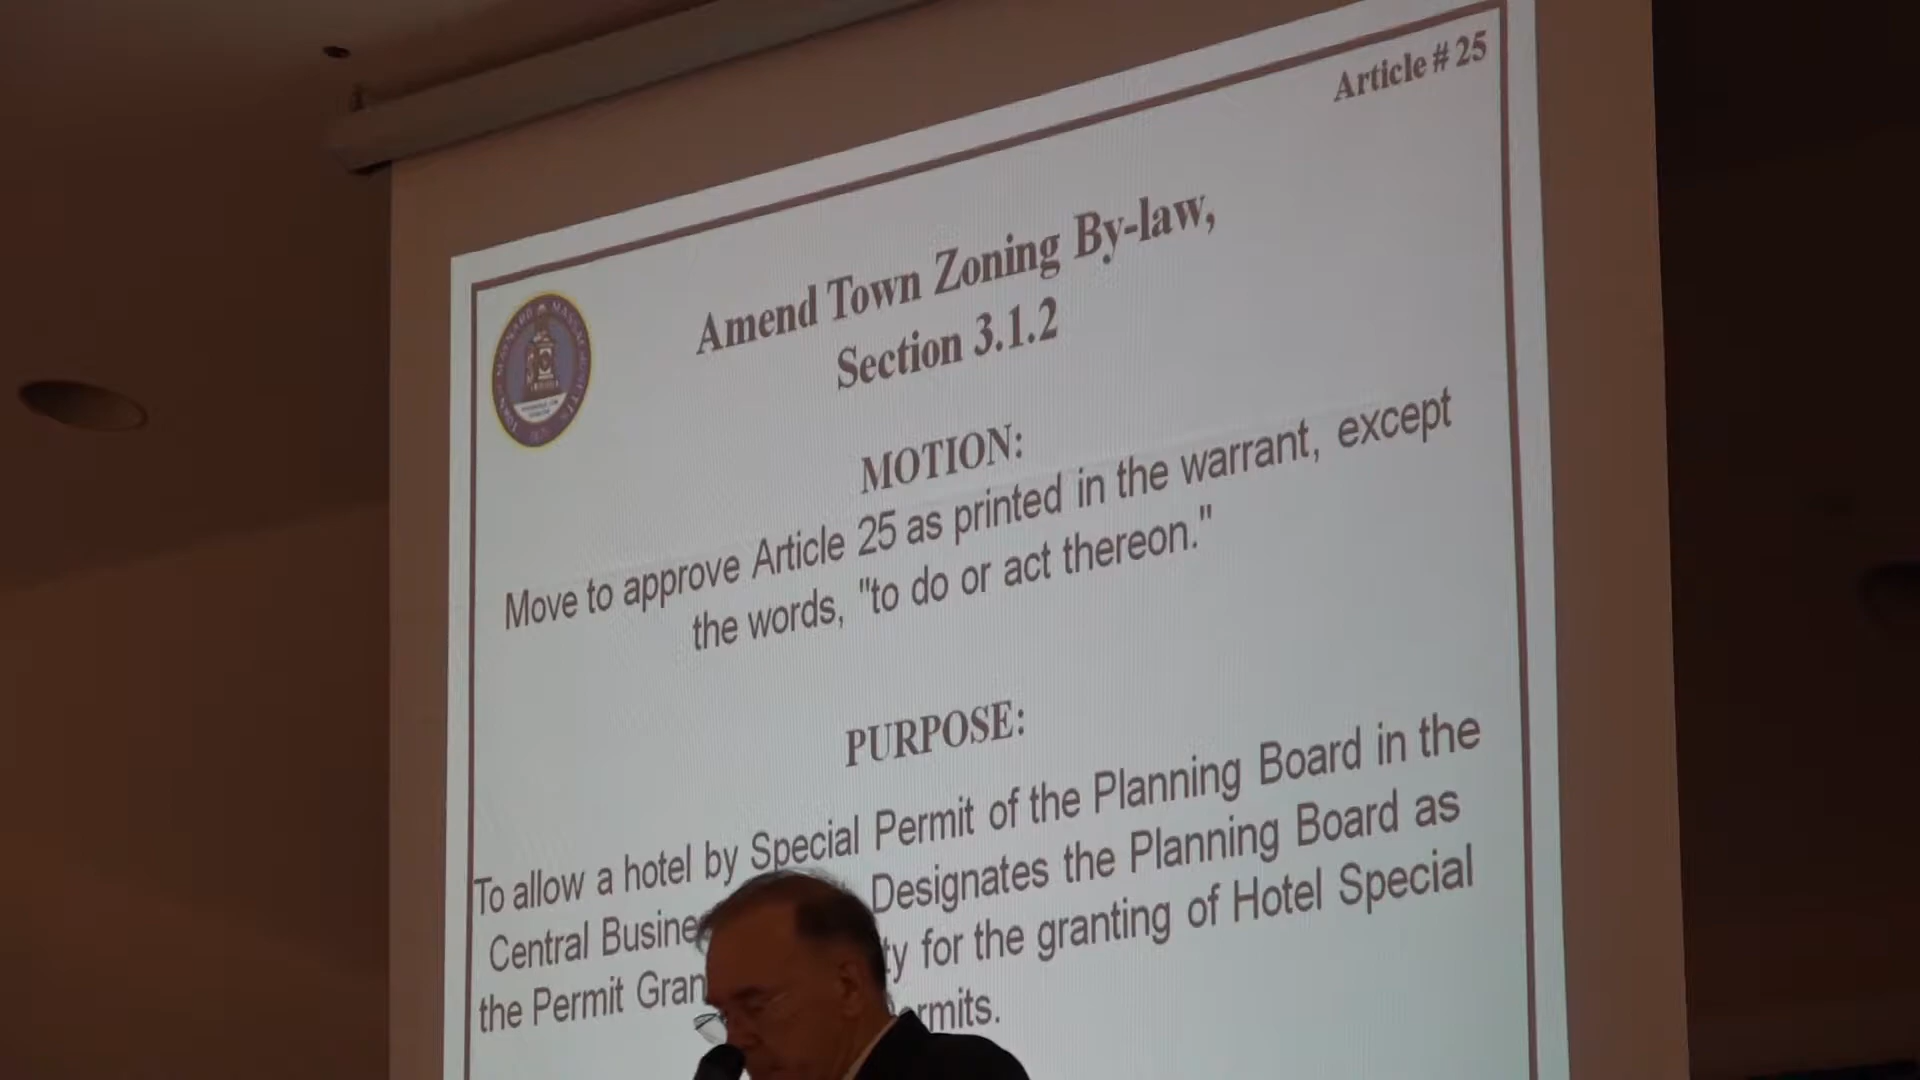 Article # 25
Amend Town Zoning By-law,
Section 3.1.2
MOTION:
Move to approve Article 25 as printed in the warrant, except
the words, "to do or act thereon."
PURPOSE:
To allow a hotel by Special Permit of the Planning Board in the
Central Busine Designates the Planning Board as
the Permit Gran ty for the granting of Hotel Special
rmits.